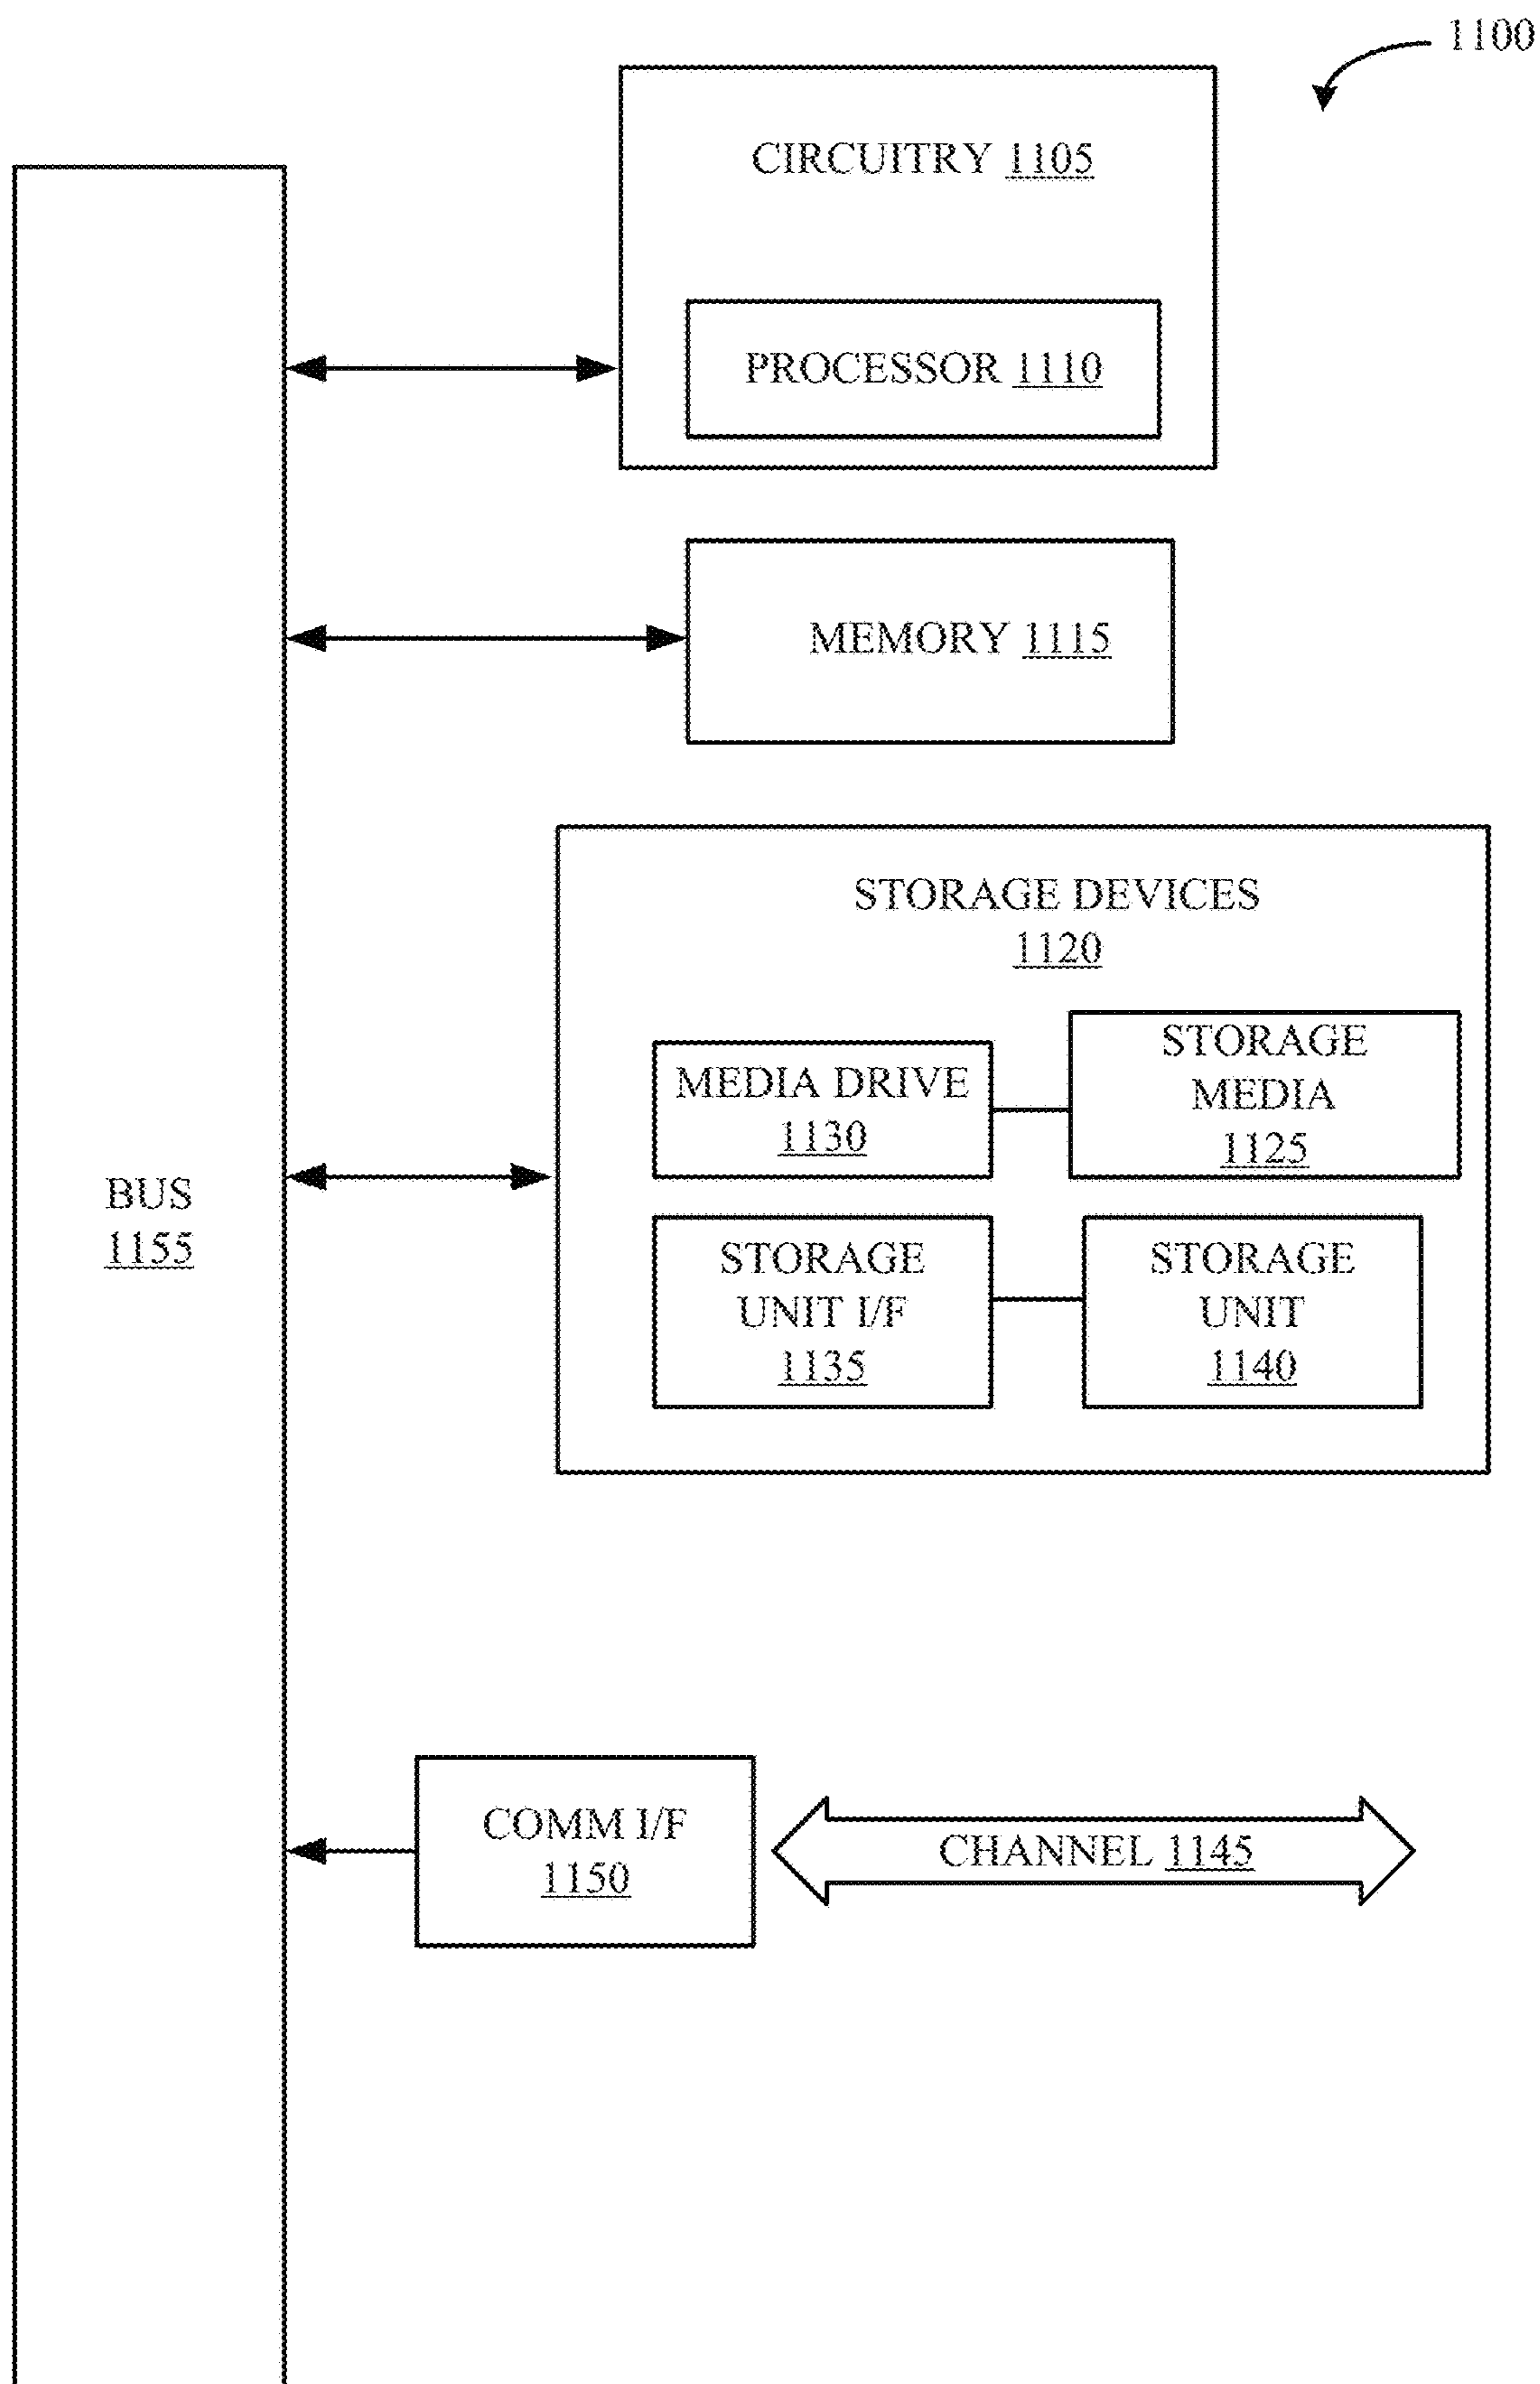 1100
CIRCUITRY 1105
PROCESSOR 1110
MEMORY 1115
STORAGE DEVICES
1120
MEDIA DRIVE
1130
STORAGE
MEDIA
1125
BUS
1155
STORAGE
UNIT I/F
1135
STORAGE
UNIT
1140
COMM I/F
1150
CHANNEL 1145